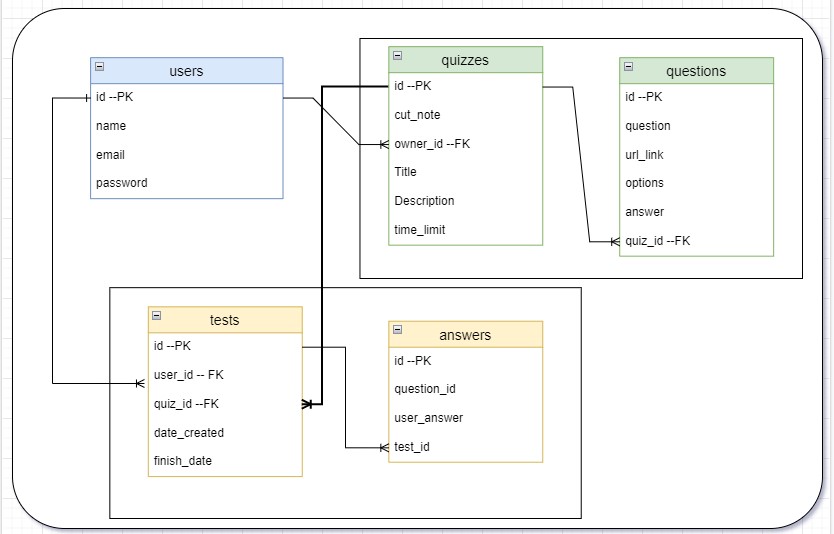 users
id --PK
name
email
password
quizzes
id --PK
cut_note
owner_id --FK
Title
Description
time_limit
questions
id --PK
question
url_link
options
answer
quiz_id --FK
tests
id --PK
user_id -- FK
quiz_id --FK
date_created
finish_date
answers
id --PK
question_id
user_answer
test_id